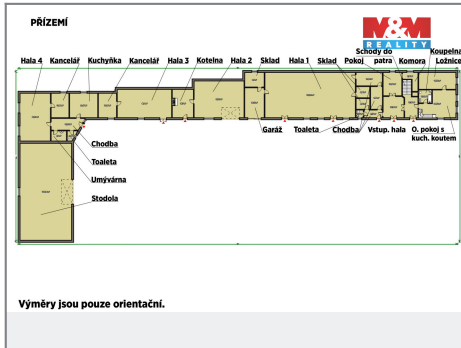 PŘÍZEMÍ
M&M
REALITY
Schody do patra
Koupelna
Hala 4 Kancelář Kuchyňka Kancelář Hala 3 Kotelna Hala 2 Sklad Hala 1 Sklad Pokoj Komora Ložnice
Garáž Toaleta Chodba Vstup. hala O. pokoj s kuch. koutem
Chodba
Toaleta
Umývárna
Stodola
Výměry jsou pouze orientační.